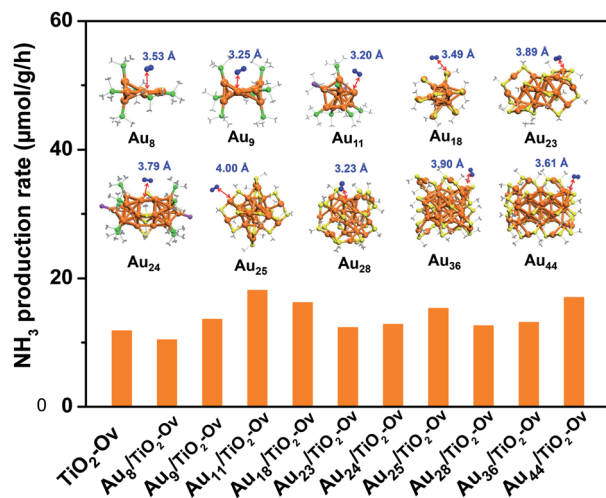 NH3 production rate (μmol/g/h)
60
40
20
0
0
3.53 Å
3.25 Å
3.20 Å
3.49 Å
3.89 Å
Au8
Au9
Au11
Au18
Au23
3.79 Å
4.00 Å
3.23 Å
3.90 Å
3.61 Å
Au24
Au25
Au28
Au36
Au44
TiO2-Ov
Au8/TiO2-Ov
Au9/TiO2-Ov
Au11/TiO2-Ov
Au18/TiO2-Ov
Au23/TiO2-Ov
Au24/TiO2-Ov
Au25/TiO2-Ov
Au28/TiO2-Ov
Au36/TiO2-Ov
Au44/TiO2-Ov